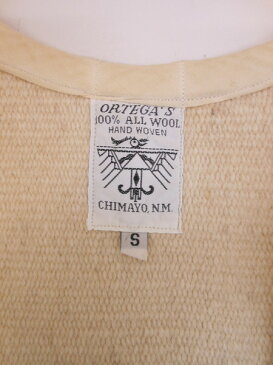 ORTEGA'S
100% ALL WOOL
HAND WOVEN
CHIMAYO, N.M.
S